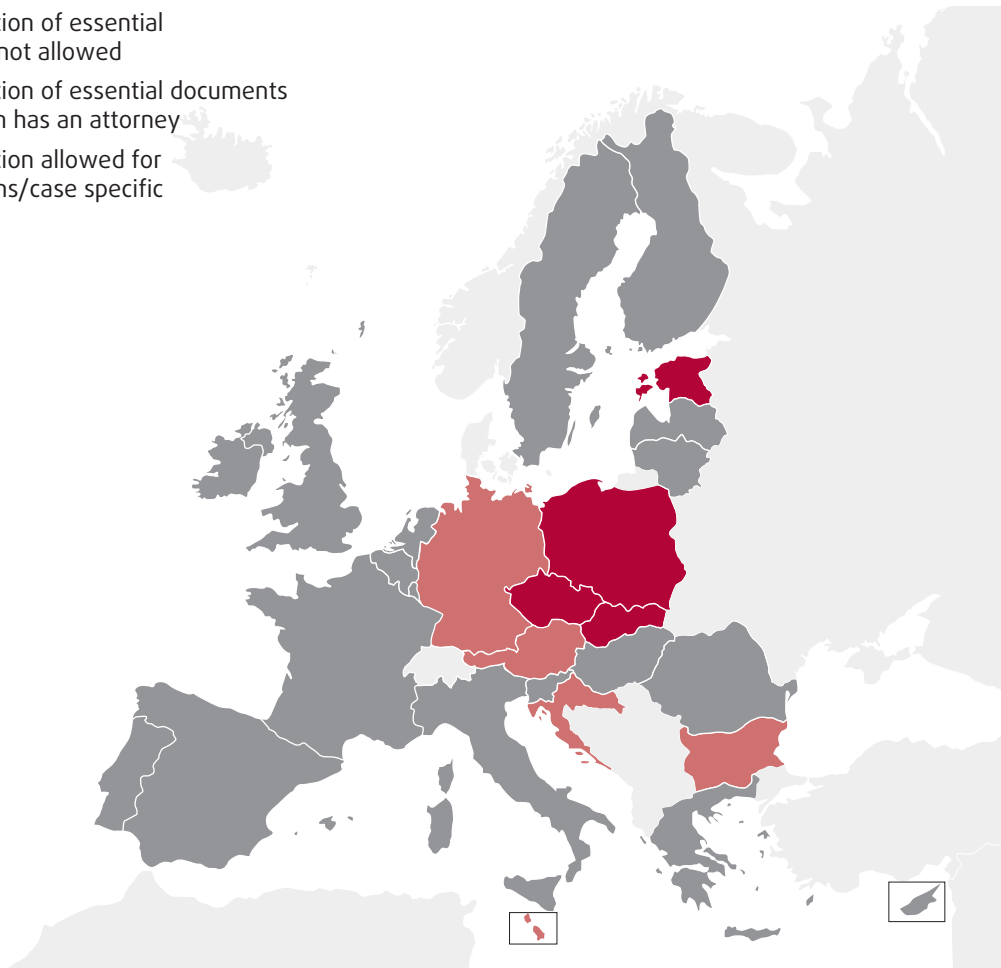 tion of essential
not allowed
tion of essential documents
has an attorney
tion allowed for
ns/case specific